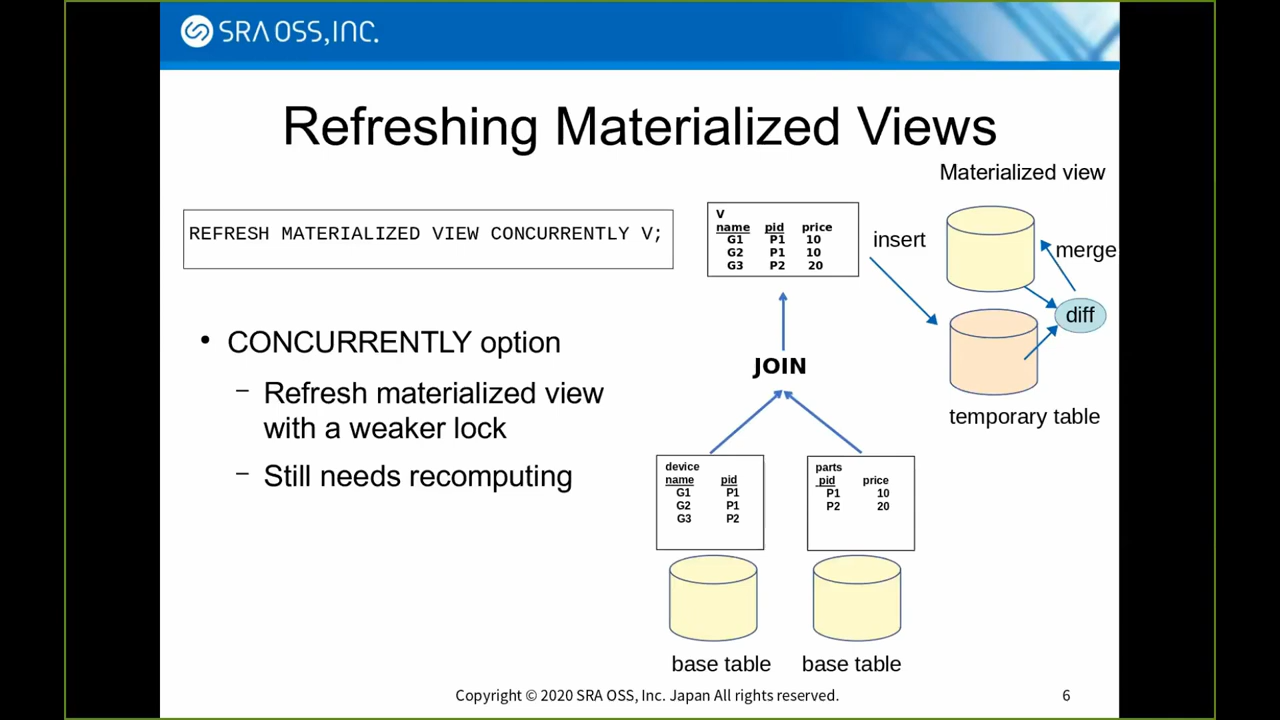 SRA OSS, INC.
Refreshing Materialized Views
REFRESH MATERIALIZED VIEW CONCURRENTLY V;
• CONCURRENTLY option
– Refresh materialized view
with a weaker lock
– Still needs recomputing
Materialized view
V
name pid price
G1 P1 10
G2 P1 10
G3 P2 20
insert
merge
diff
temporary table
JOIN
device
name pid
G1 P1
G2 P1
G3 P2
parts
pid price
P1 10
P2 20
base table
base table
Copyright © 2020 SRA OSS, Inc. Japan All rights reserved.
6